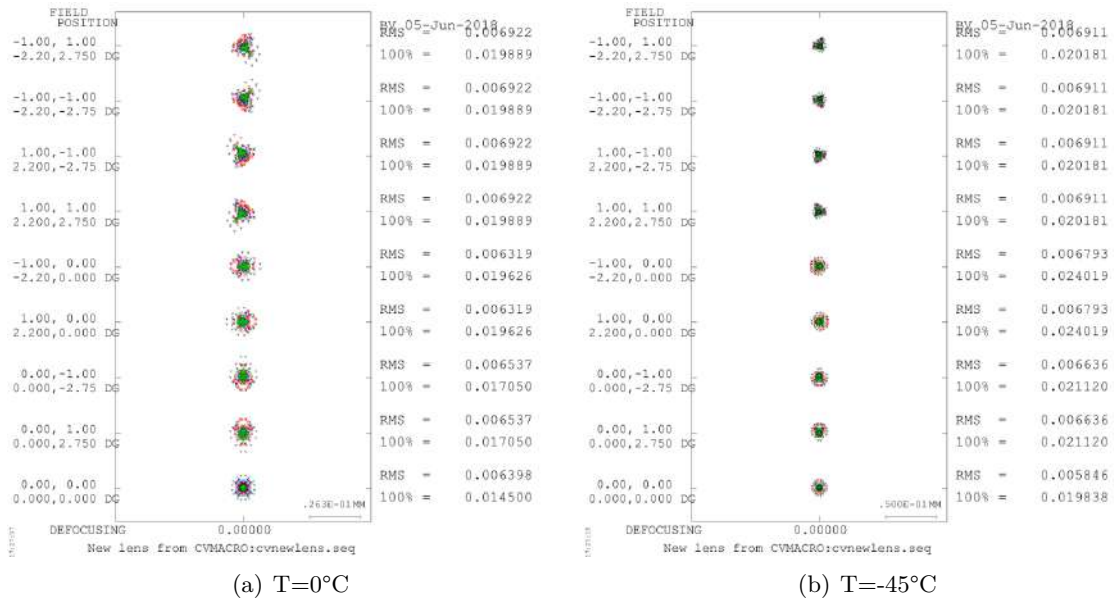 FIELD
POSITION
BV 05-Jun-2018
-1.00, 1.00
-2.20,2.750 DG
RMS = 0.006922
100% = 0.019889
-1.00,-1.00
-2.20,-2.75 DG
RMS = 0.006922
100% = 0.019889
1.00,-1.00
2.200,-2.75 DG
RMS = 0.006922
100% = 0.019889
1.00, 1.00
2.200,2.750 DG
RMS = 0.006922
100% = 0.019889
-1.00, 0.00
-2.20,0.000 DG
RMS = 0.006319
100% = 0.019626
1.00, 0.00
2.200,0.000 DG
RMS = 0.006319
100% = 0.019626
0.00,-1.00
0.000,-2.75 DG
RMS = 0.006537
100% = 0.017050
0.00, 1.00
0.000,2.750 DG
RMS = 0.006537
100% = 0.017050
0.00, 0.00
0.000,0.000 DG
RMS = 0.006398
100% = 0.014500
.263E-01MM
DEFOCUSING 0.00000
New lens from CVMACRO:cvnewlens.seq
(a) T=0°C
FIELD
POSITION
BV 05-Jun-2018
-1.00, 1.00
-2.20,2.750 DG
RMS = 0.006911
100% = 0.020181
-1.00,-1.00
-2.20,-2.75 DG
RMS = 0.006911
100% = 0.020181
1.00,-1.00
2.200,-2.75 DG
RMS = 0.006911
100% = 0.020181
1.00, 1.00
2.200,2.750 DG
RMS = 0.006911
100% = 0.020181
-1.00, 0.00
-2.20,0.000 DG
RMS = 0.006793
100% = 0.024019
1.00, 0.00
2.200,0.000 DG
RMS = 0.006793
100% = 0.024019
0.00,-1.00
0.000,-2.75 DG
RMS = 0.006636
100% = 0.021120
0.00, 1.00
0.000,2.750 DG
RMS = 0.006636
100% = 0.021120
0.00, 0.00
0.000,0.000 DG
RMS = 0.005846
100% = 0.019838
.500E-01MM
DEFOCUSING 0.00000
New lens from CVMACRO:cvnewlens.seq
(b) T=-45°C